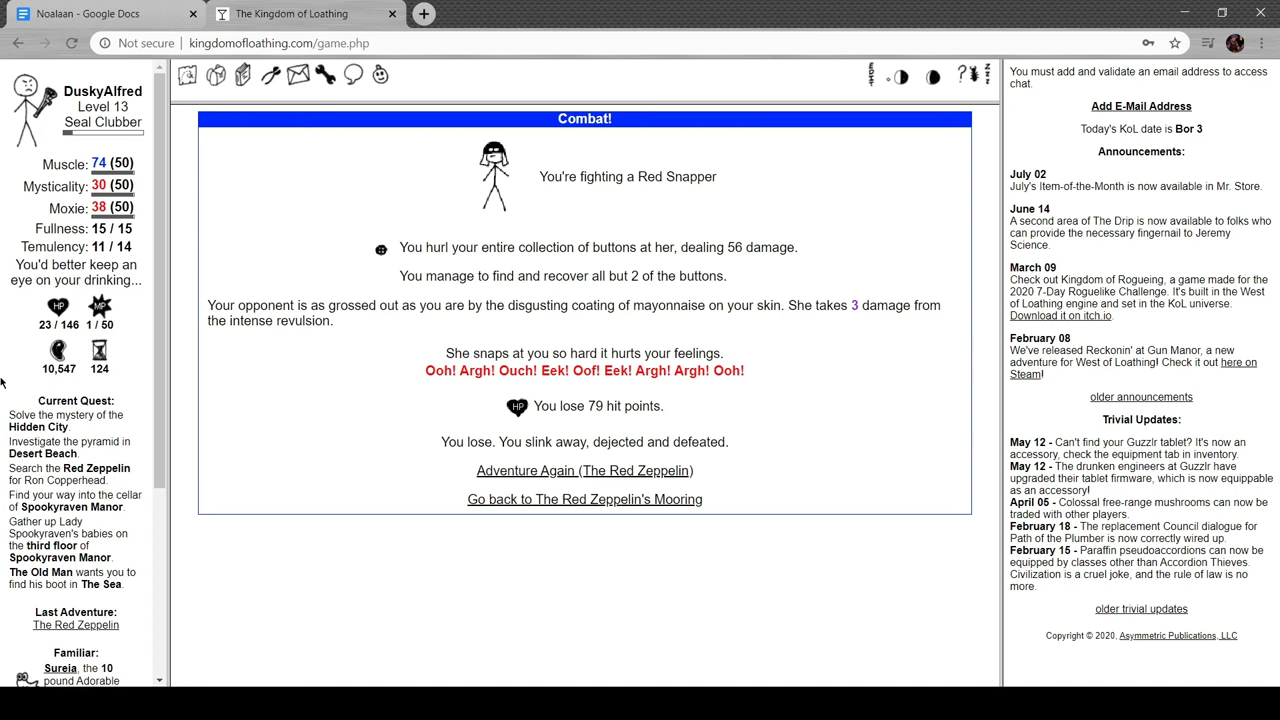 Noalaan - Google Docs
The Kingdom of Loathing
Not secure
kingdomofloathing.com/game.php
DuskyAlfred
Level 13
Seal Clubber
Muscle: 74 (50)
Mysticality: 30 (50)
Moxie: 38 (50)
Fullness: 15 / 15
Temulency: 11 / 14
You'd better keep an
eye on your drinking...
HP MP
23 / 146 1 / 50
10,547 124
Current Quest:
Solve the mystery of the
Hidden City.
Investigate the pyramid in
Desert Beach.
Search the Red Zeppelin
for Ron Copperhead.
Find your way into the cellar
of Spookyraven Manor.
Gather up Lady
Spookyraven's babies on
the third floor of
Spookyraven Manor.
The Old Man wants you to
find his boot in The Sea.
Last Adventure:
The Red Zeppelin
Familiar:
Sureia, the 10
pound Adorable
Combat!
You're fighting a Red Snapper
You hurl your entire collection of buttons at her, dealing 56 damage.
You manage to find and recover all but 2 of the buttons.
Your opponent is as grossed out as you are by the disgusting coating of mayonnaise on your skin. She takes 3 damage from
the intense revulsion.
She snaps at you so hard it hurts your feelings.
Ooh! Argh! Ouch! Eek! Oof! Eek! Argh! Argh! Ooh!
HP You lose 79 hit points.
You lose. You slink away, dejected and defeated.
Adventure Again (The Red Zeppelin)
Go back to The Red Zeppelin's Mooring
You must add and validate an email address to access
chat.
Add E-Mail Address
Today's KoL date is Bor 3
Announcements:
July 02
July's Item-of-the-Month is now available in Mr. Store.
June 14
A second area of The Drip is now available to folks who
can provide the necessary fingernail to Jeremy
Science.
March 09
Check out Kingdom of Rogueing, a game made for the
2020 7-Day Roguelike Challenge. It's built in the West
of Loathing engine and set in the KoL universe.
Download it on itch.io.
February 08
We've released Reckonin' at Gun Manor, a new
adventure for West of Loathing! Check it out here on
Steam!
older announcements
Trivial Updates:
May 12 - Can't find your Guzzlr tablet? It's now an
accessory, check the equipment tab in inventory.
May 12 - The drunken engineers at Guzzlr have
upgraded their tablet firmware, which is now equippable
as an accessory!
April 05 - Colossal free-range mushrooms can now be
traded with other players.
February 18 - The replacement Council dialogue for
Path of the Plumber is now correctly wired up.
February 15 - Paraffin pseudoaccordions can now be
equipped by classes other than Accordion Thieves.
Civilization is a cruel joke, and the rule of law is no
more.
older trivial updates
Copyright © 2020, Asymmetric Publications, LLC